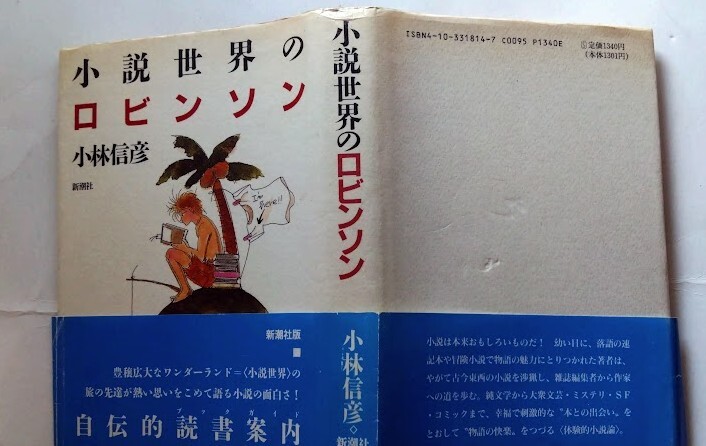 小説世界の
ロビンソン
小林信彦
新潮社
I'm here!!
新潮社版
豊穣広大なワンダーランド=〈小説世界〉の
旅の先達が熱い思いをこめて語る小説の面白さ!
自伝的読書案内
ブックガイド
小説世界のロビンソン
小林信彦◇
新潮社
ISBN4-10-331814-7 C0095 P1340E
定価1340円
(本体1301円)
小説は本来おもしろいものだ! 幼い日に、落語の速
記本や冒険小説で物語の魅力にとりつかれた著者は、
やがて古今東西の小説を渉猟し、雑誌編集者から作家
への道を歩む。純文学から大衆文芸・ミステリ・SF
・コミックまで、幸福で刺激的な〝本との出会い〟を
とおして〝物語の快楽〟をつづる〈体験的小説論〉。